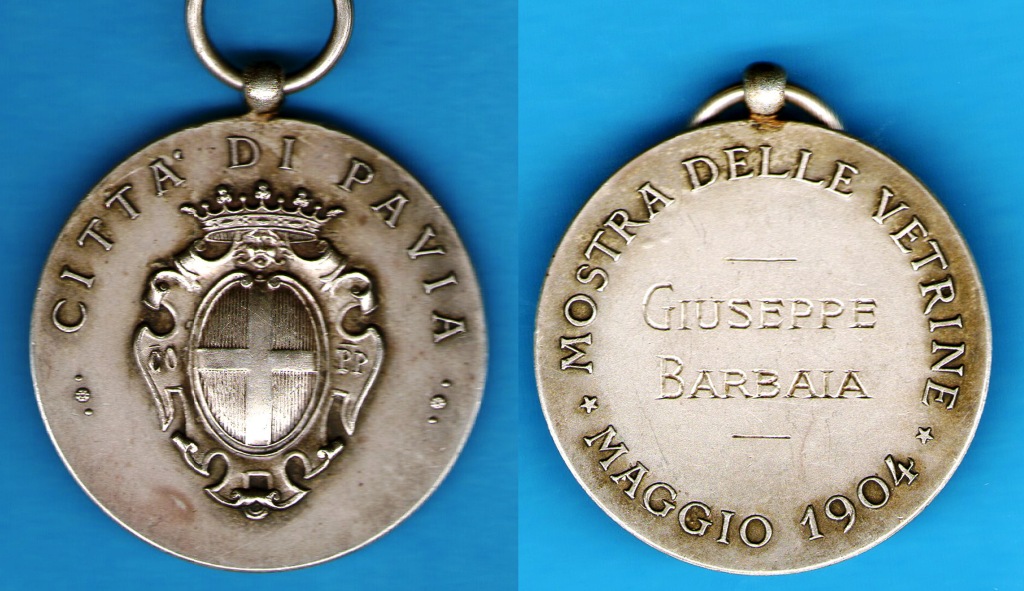 CITTA' DI PAVIA
CO PP
MOSTRA DELLE VETRINE
GIUSEPPE
BARBAIA
* MAGGIO 1904 *